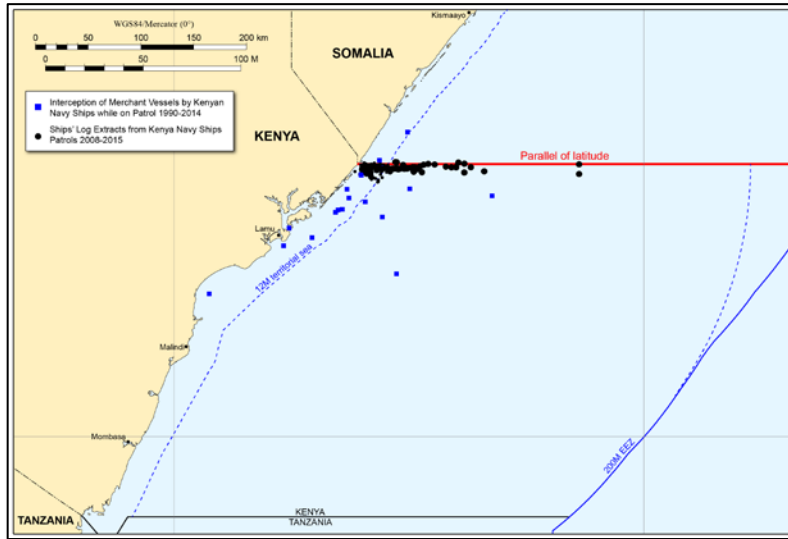 WGS84/Mercator (0°)
0 50 100 150 200 km
0 50 100 M
Interception of Merchant Vessels by Kenyan
Navy Ships while on Patrol 1990-2014
Ships' Log Extracts from Kenya Navy Ships
Patrols 2008-2015
Kismaayo
SOMALIA
KENYA
Parallel of latitude
Lamu
12M territorial sea
Malindi
Mombasa
200M EEZ
TANZANIA
KENYA
TANZANIA